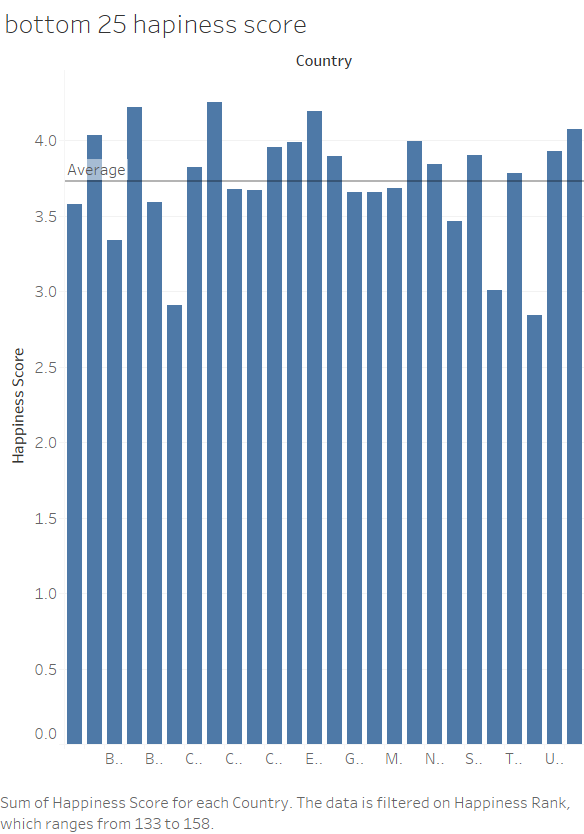 bottom 25 hapiness score
Country
Happiness Score
4.0
Average
3.5
3.0
2.5
2.0
1.5
1.0
0.5
0.0
B.. B.. C.. C.. C.. E.. G.. M. N.. S.. T.. U..
Sum of Happiness Score for each Country. The data is filtered on Happiness Rank,
which ranges from 133 to 158.